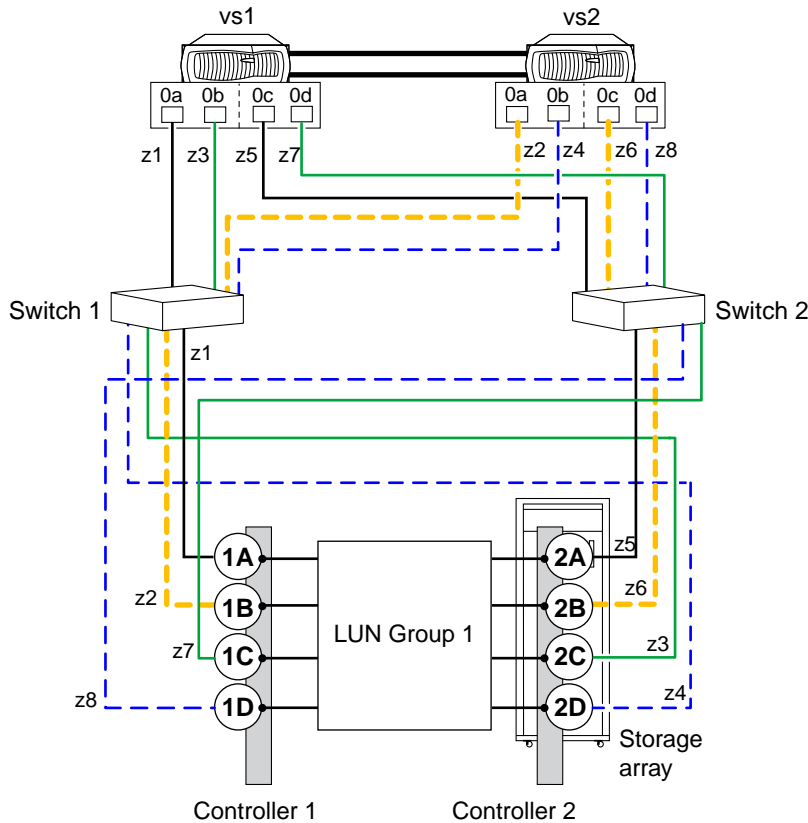 vs1
vs2
0a 0b 0c 0d
0a 0b 0c 0d
z1 z3 z5 z7
z2 z4 z6 z8
Switch 1
Switch 2
z1
1A
2A
z5
z2
1B
2B
z6
LUN Group 1
z7
1C
2C
z3
z8
1D
2D
z4
Storage
array
Controller 1
Controller 2